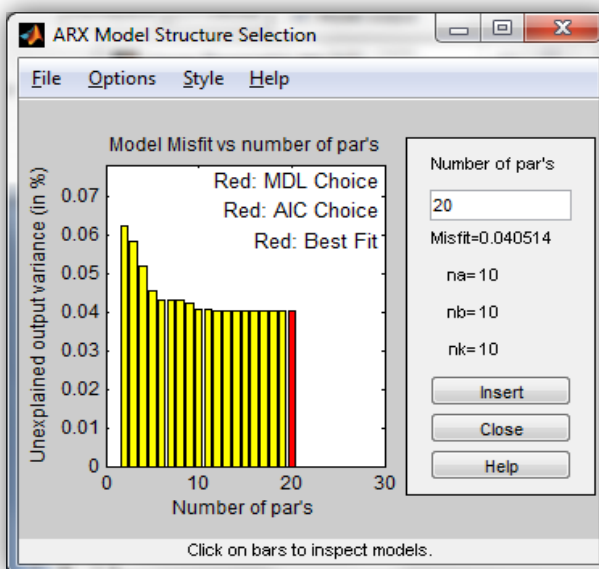 ARX Model Structure Selection
File Options Style Help
Model Misfit vs number of par's
Red: MDL Choice
Red: AIC Choice
Red: Best Fit
Unexplained output variance (in %)
0.07
0.06
0.05
0.04
0.03
0.02
0.01
0
0 10 20 30
Number of par's
Number of par's
20
Misfit=0.040514
na= 10
nb= 10
nk= 10
Insert
Close
Help
Click on bars to inspect models.